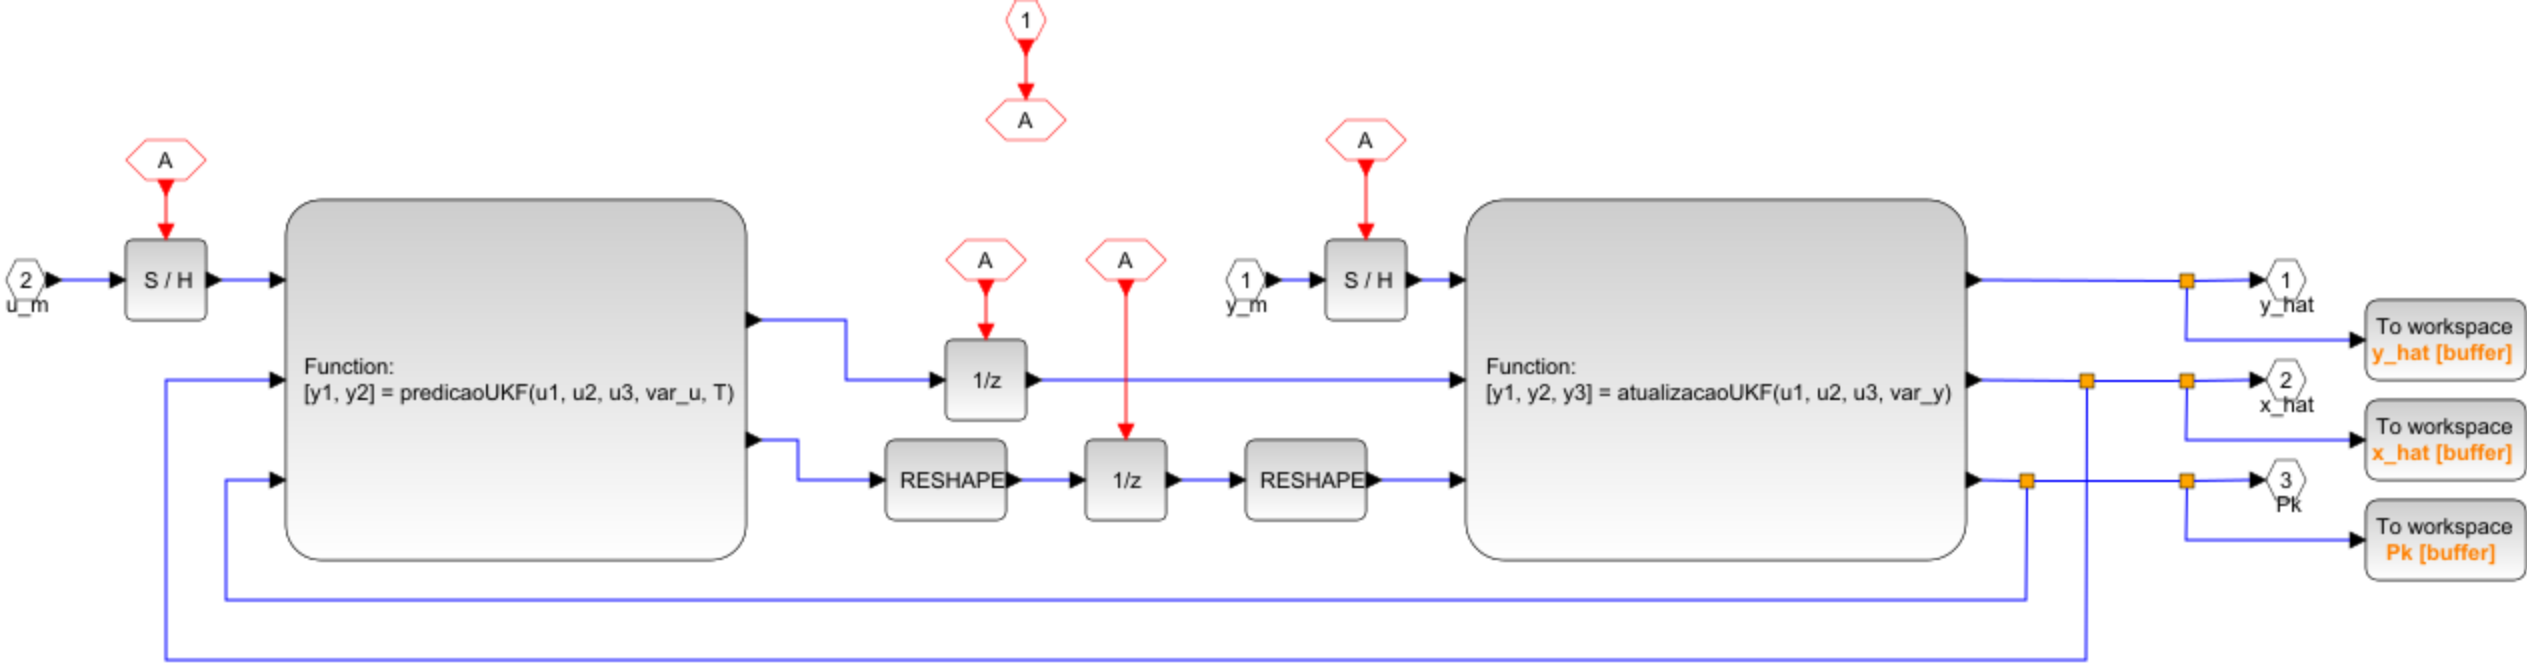 1
A
A
A
S / H
2
u_m
Function:
[y1, y2] = predicaoUKF(u1, u2, u3, var_u, T)
A
A
1/z
RESHAPE
1/z
RESHAPE
1
y_m
S / H
Function:
[y1, y2, y3] = atualizacaoUKF(u1, u2, u3, var_y)
1
y_hat
To workspace
y_hat [buffer]
2
x_hat
To workspace
x_hat [buffer]
3
Pk
To workspace
Pk [buffer]